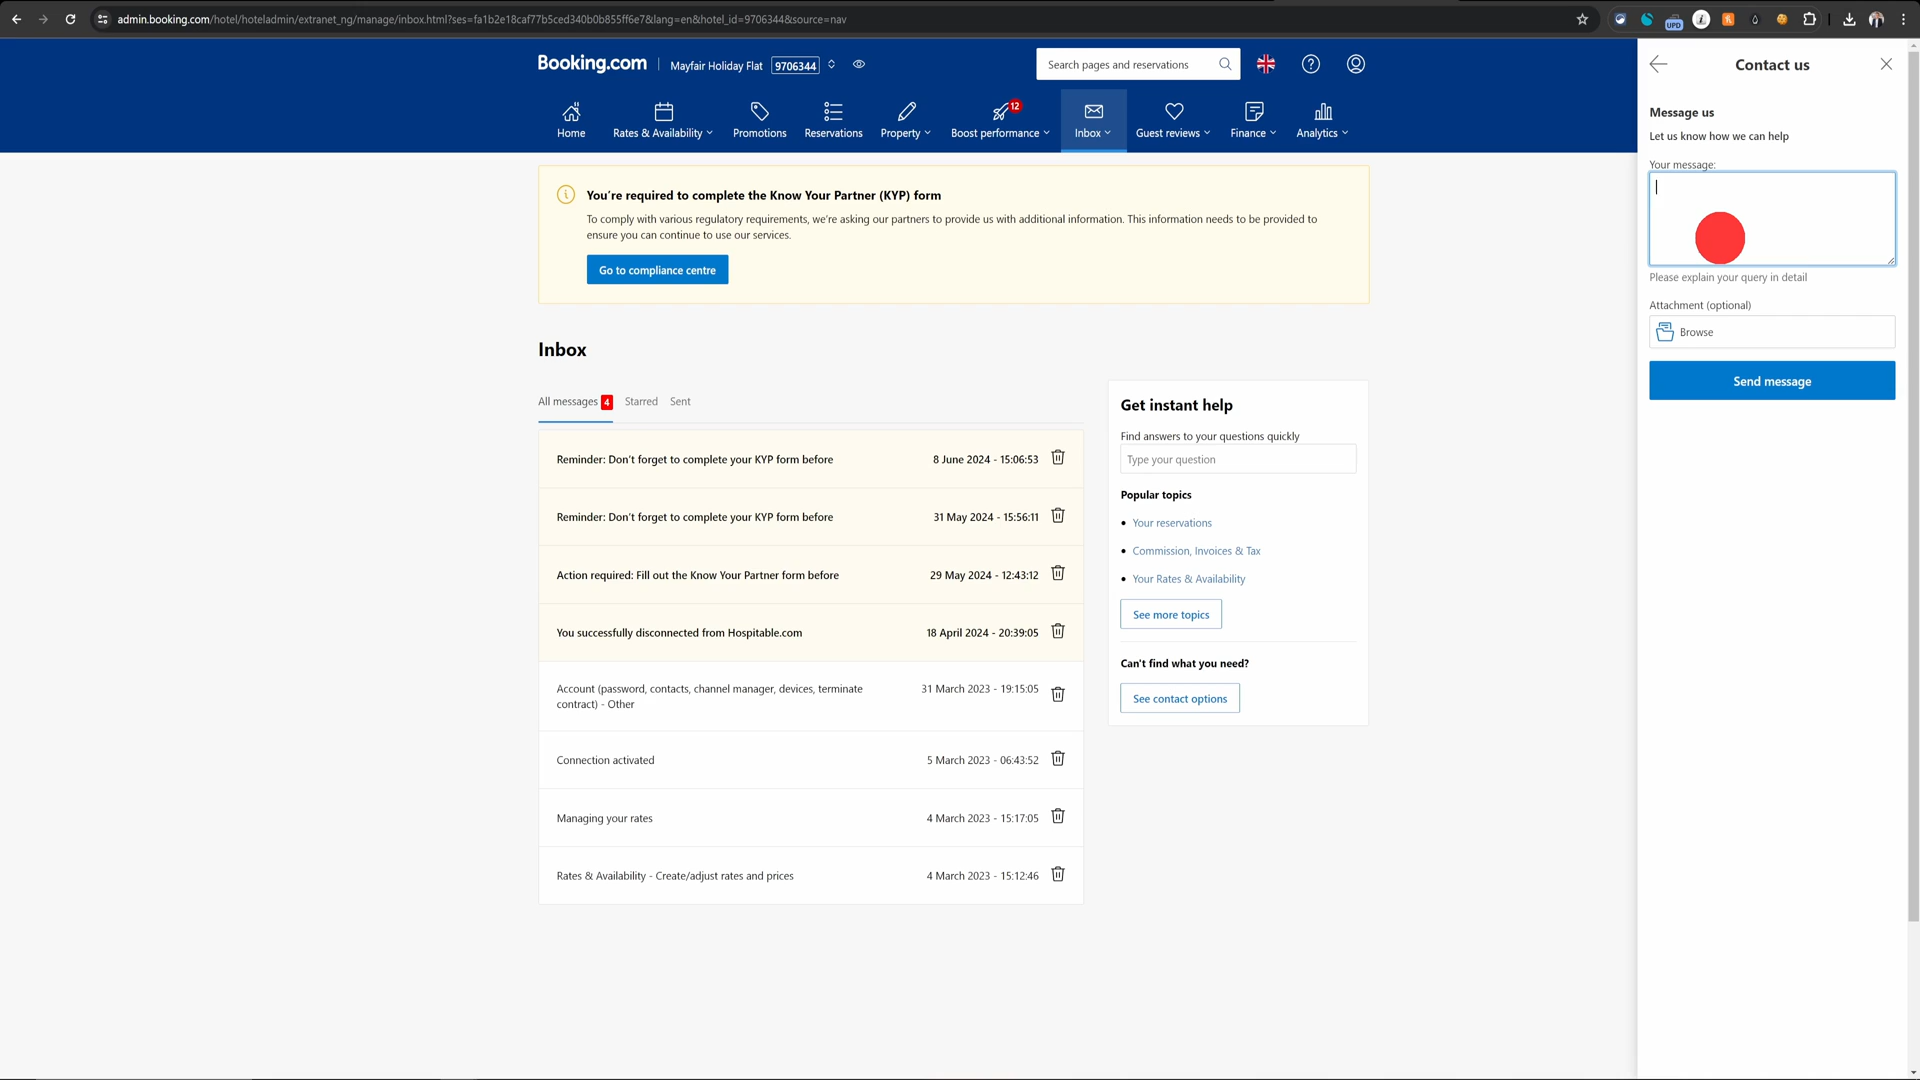 admin.booking.com/hotel/hoteladmin/extranet_ng/manage/inbox.html?ses=fa1b2e18caf77b5ced340b0b855ff6e7&lang=en&hotel_id=9706344&source=nav
UPD
Booking.com
Mayfair Holiday Flat 9706344
Search pages and reservations
Home
Rates & Availability
Promotions
Reservations
Property
12
Boost performance
Inbox
Guest reviews
Finance
Analytics
You're required to complete the Know Your Partner (KYP) form
To comply with various regulatory requirements, we're asking our partners to provide us with additional information. This information needs to be provided to
ensure you can continue to use our services.
Go to compliance centre
Inbox
All messages 4 Starred Sent
Reminder: Don't forget to complete your KYP form before 8 June 2024 - 15:06:53
Reminder: Don't forget to complete your KYP form before 31 May 2024 - 15:56:11
Action required: Fill out the Know Your Partner form before 29 May 2024 - 12:43:12
You successfully disconnected from Hospitable.com 18 April 2024 - 20:39:05
Account (password, contacts, channel manager, devices, terminate 31 March 2023 - 19:15:05
contract) - Other
Connection activated 5 March 2023 - 06:43:52
Managing your rates 4 March 2023 - 15:17:05
Rates & Availability - Create/adjust rates and prices 4 March 2023 - 15:12:46
Get instant help
Find answers to your questions quickly
Type your question
Popular topics
Your reservations
Commission, Invoices & Tax
Your Rates & Availability
See more topics
Can't find what you need?
See contact options
Contact us
Message us
Let us know how we can help
Your message:
Please explain your query in detail
Attachment (optional)
Browse
Send message